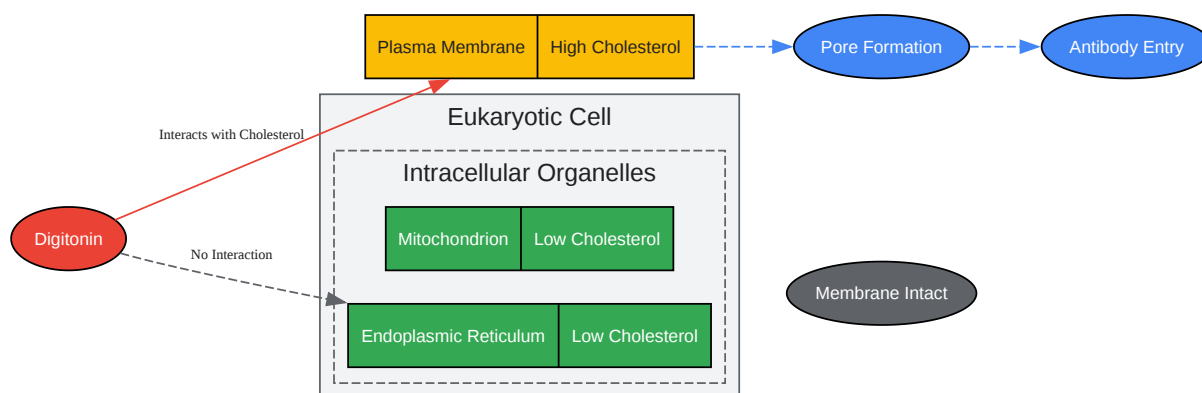 Plasma Membrane
High Cholesterol
Pore Formation
Antibody Entry
Eukaryotic Cell
Interacts with Cholesterol
Intracellular Organelles
Mitochondrion
Low Cholesterol
Digitonin
No Interaction
Membrane Intact
Endoplasmic Reticulum
Low Cholesterol